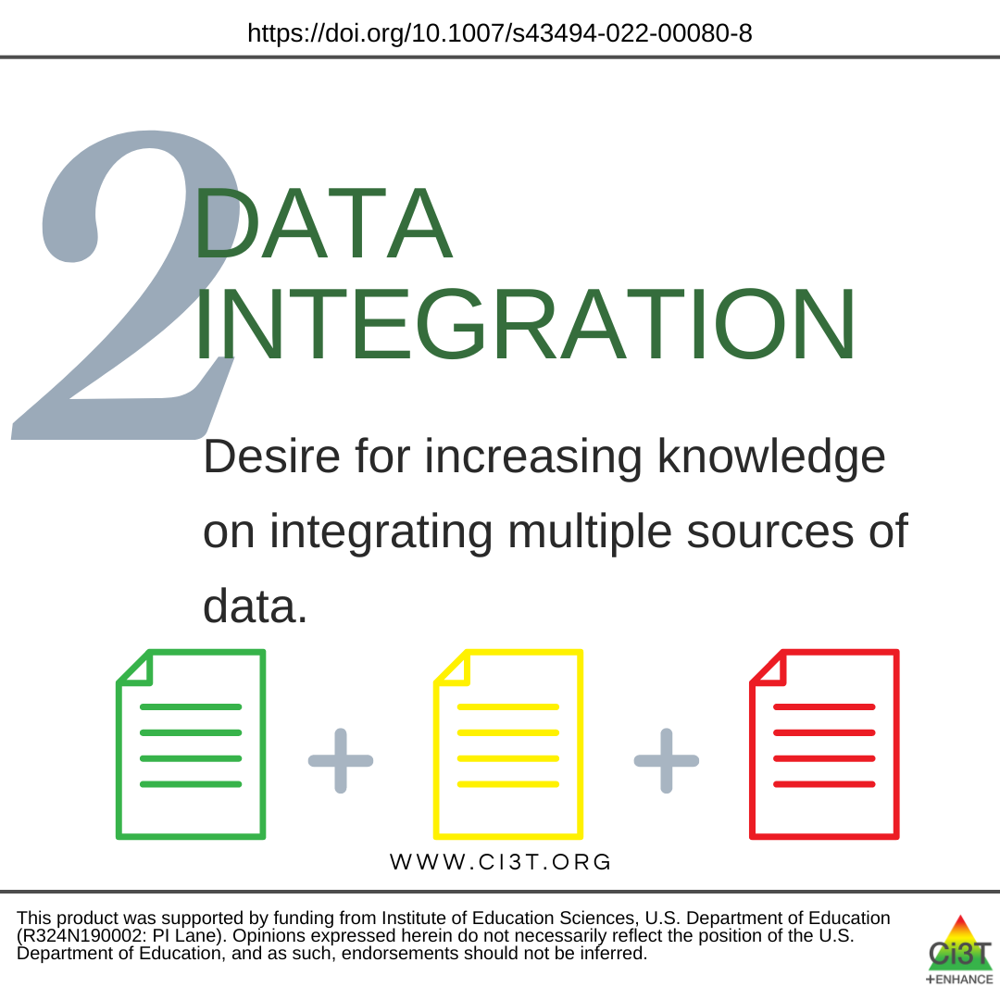 https://doi.org/10.1007/s43494-022-00080-8
2
DATA
INTEGRATION
Desire for increasing knowledge
on integrating multiple sources of
data.
WWW.CI3T.ORG
This product was supported by funding from Institute of Education Sciences, U.S. Department of Education
(R324N190002: PI Lane). Opinions expressed herein do not necessarily reflect the position of the U.S.
Department of Education, and as such, endorsements should not be inferred.
Ci3T
+ENHANCE